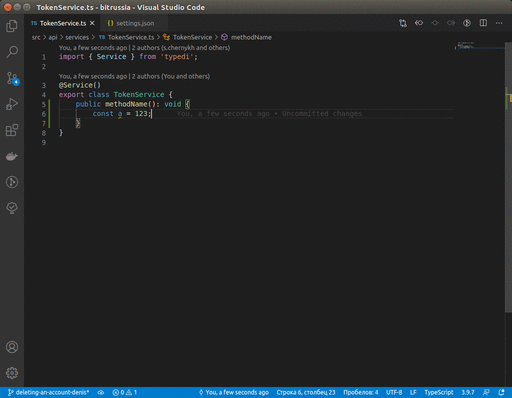 TokenService.ts - bitrussia - Visual Studio Code
TS TokenService.ts × {} settings.json
src > api > services > TS TokenService.ts > TokenService > methodName
You, a few seconds ago | 2 authors (s.chernykh and others)
1 import { Service } from 'typedi';
2
You, a few seconds ago | 2 authors (You and others)
3 @Service()
4 export class TokenService {
5 public methodName(): void {
6 const a = 123; You, a few seconds ago • Uncommitted changes
7 }
8 }
9
deleting-an-account-denis* 0 1 You, a few seconds ago Строка 6, столбец 23 Пробелов: 4 UTF-8 LF TypeScript 3.9.7